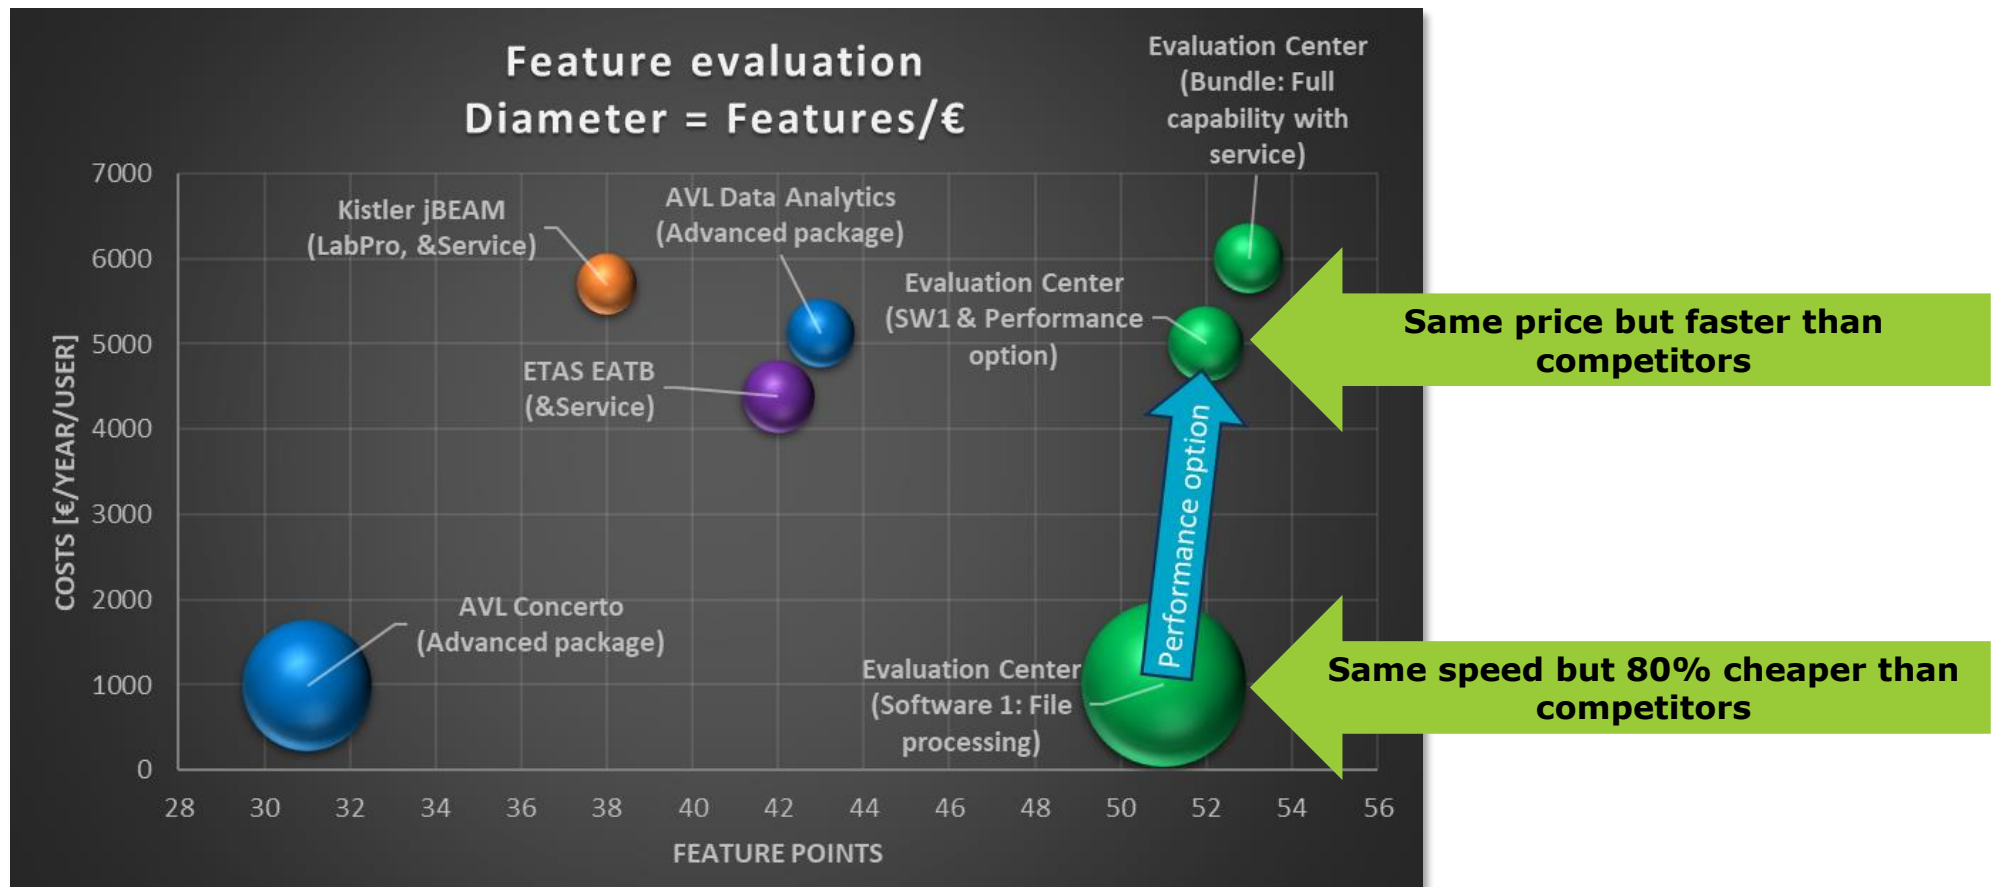 Feature evaluation
Diameter = Features/€
Evaluation Center
(Bundle: Full
capability with
service)
Kistler jBEAM
(LabPro, &Service)
AVL Data Analytics
(Advanced package)
Evaluation Center
(SW1 & Performance
option)
ETAS EATB
(&Service)
AVL Concerto
(Advanced package)
Evaluation Center
(Software 1: File
processing)
Performance option
Same price but faster than
competitors
Same speed but 80% cheaper than
competitors
COSTS [€/YEAR/USER]
7000
6000
5000
4000
3000
2000
1000
0
28 30 32 34 36 38 40 42 44 46 48 50 52 54 56
FEATURE POINTS